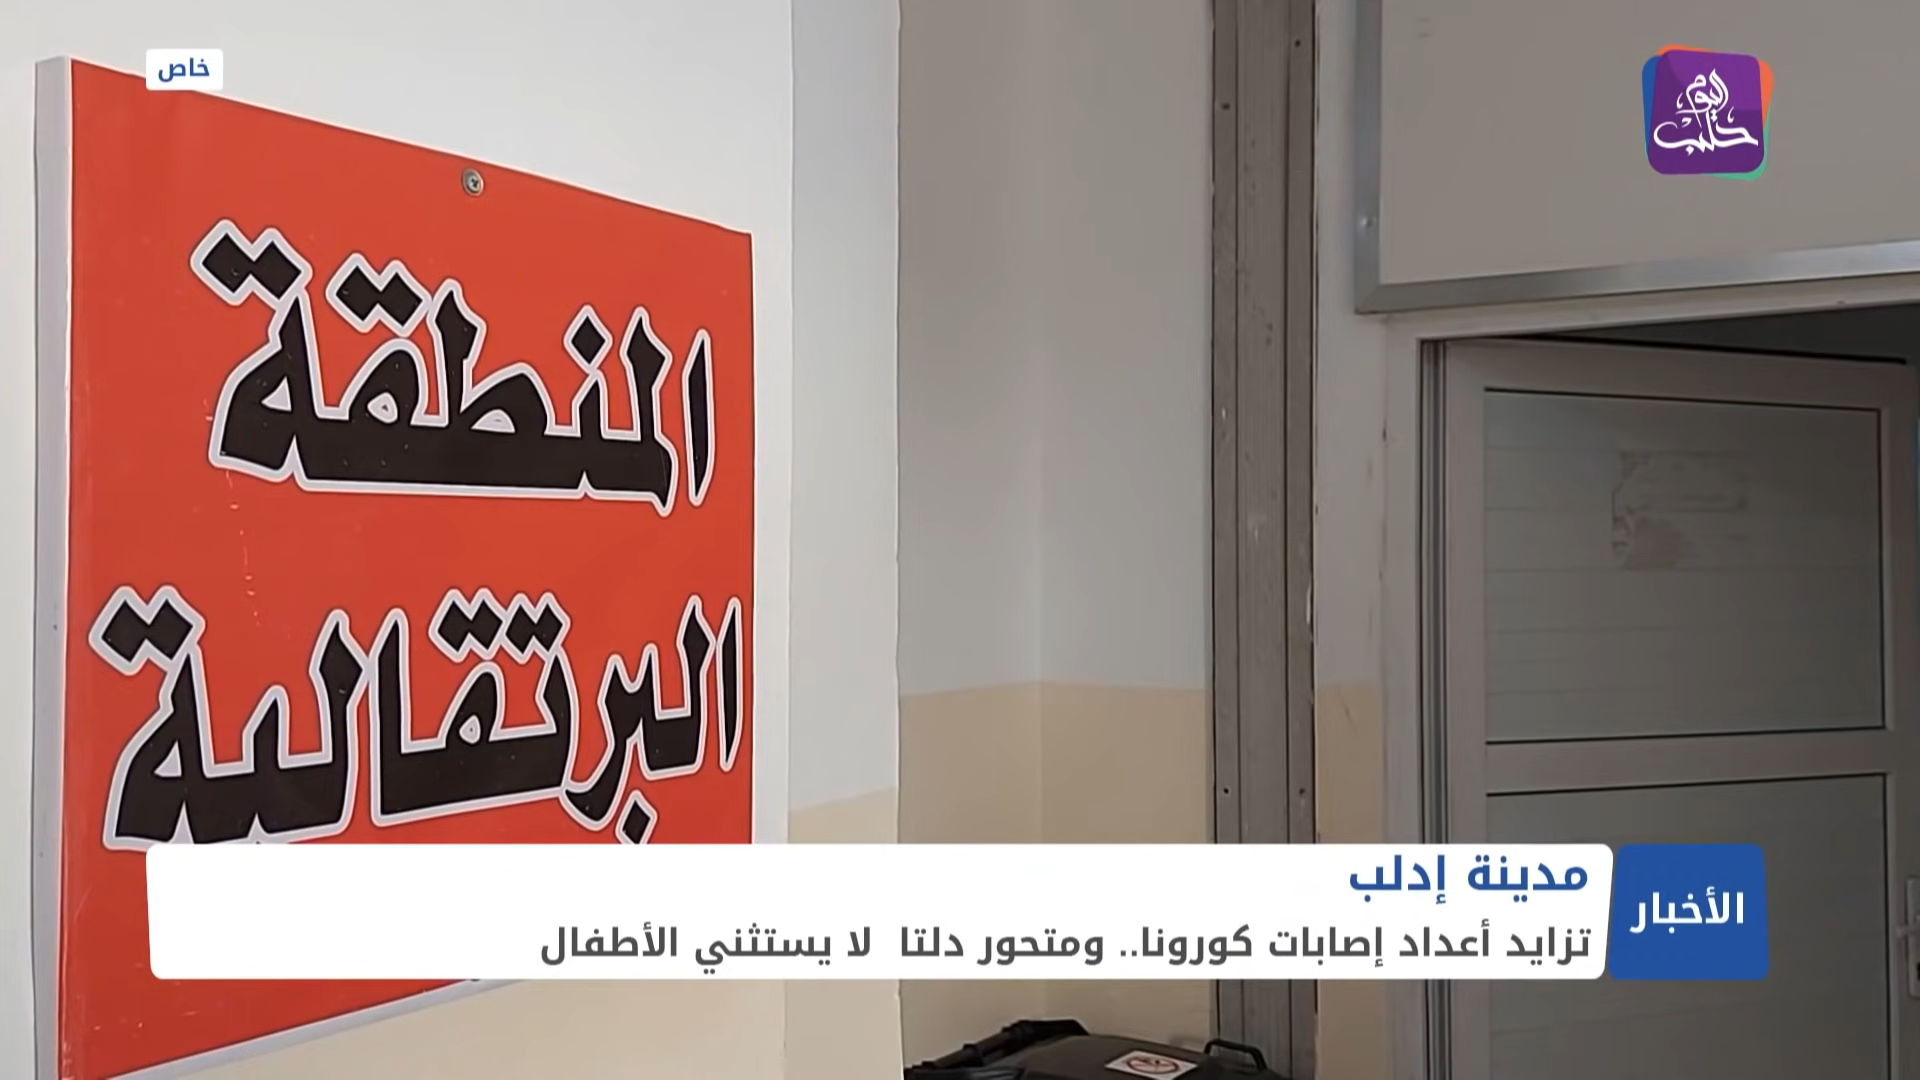 خاص
حلب اليوم
المنطقة
البرتقالية
مدينة إدلب
الأخبار
تزايد أعداد إصابات كورونا.. ومتحور دلتا لا يستثني الأطفال